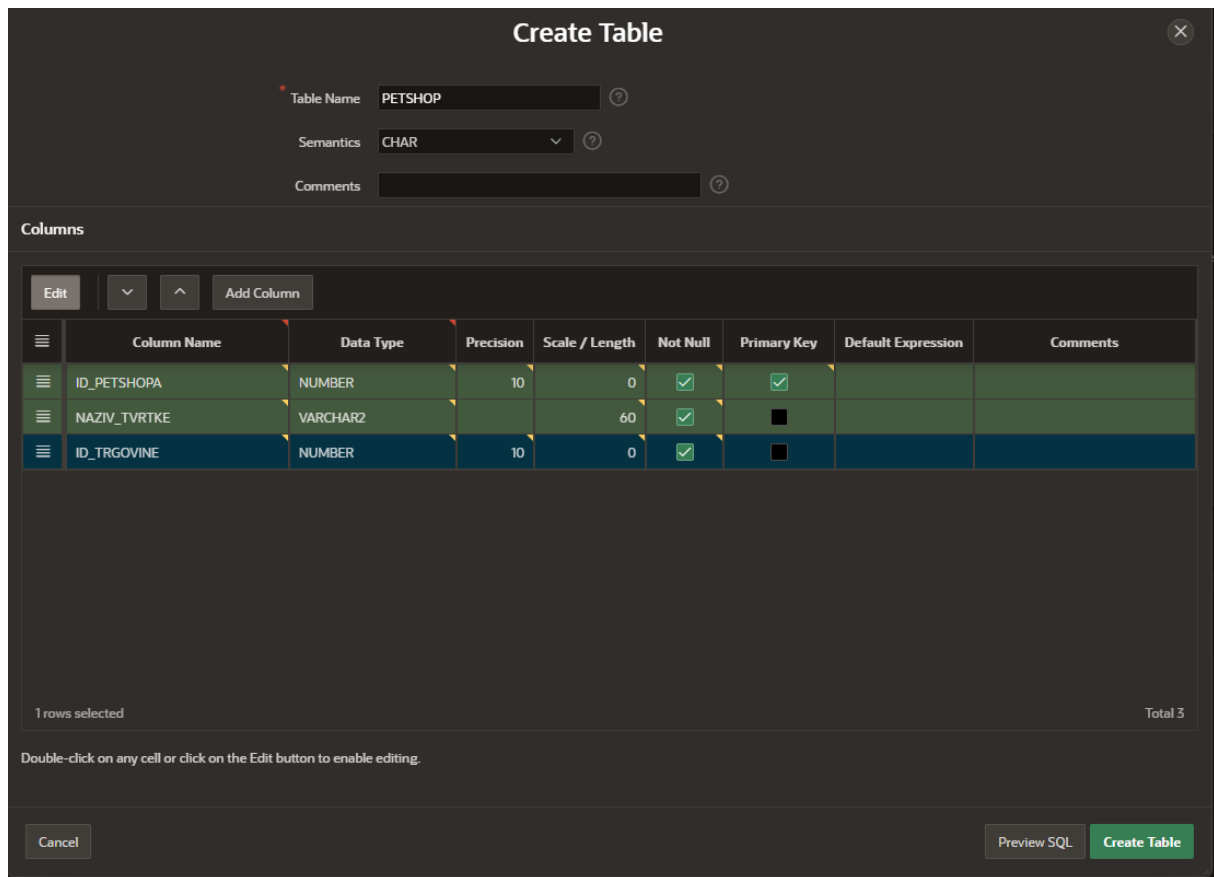 Create Table
* Table Name PETSHOP ?
Semantics CHAR ?
Comments ?
Columns
Edit Add Column
Column Name Data Type Precision Scale / Length Not Null Primary Key Default Expression Comments
ID_PETSHOPA NUMBER 10 0
NAZIV_TVRTKE VARCHAR2 60
ID_TRGOVINE NUMBER 10 0
1 rows selected Total 3
Double-click on any cell or click on the Edit button to enable editing.
Cancel Preview SQL Create Table